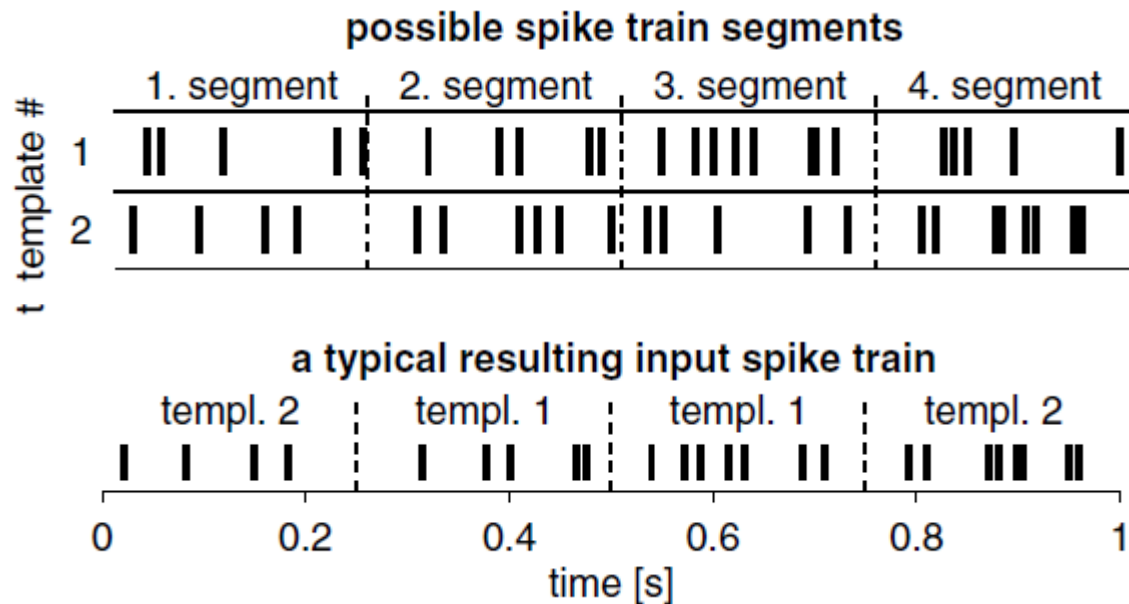 possible spike train segments
1. segment 2. segment 3. segment 4. segment
t template #
1
2
a typical resulting input spike train
templ. 2 templ. 1 templ. 1 templ. 2
0 0.2 0.4 0.6 0.8 1
time [s]